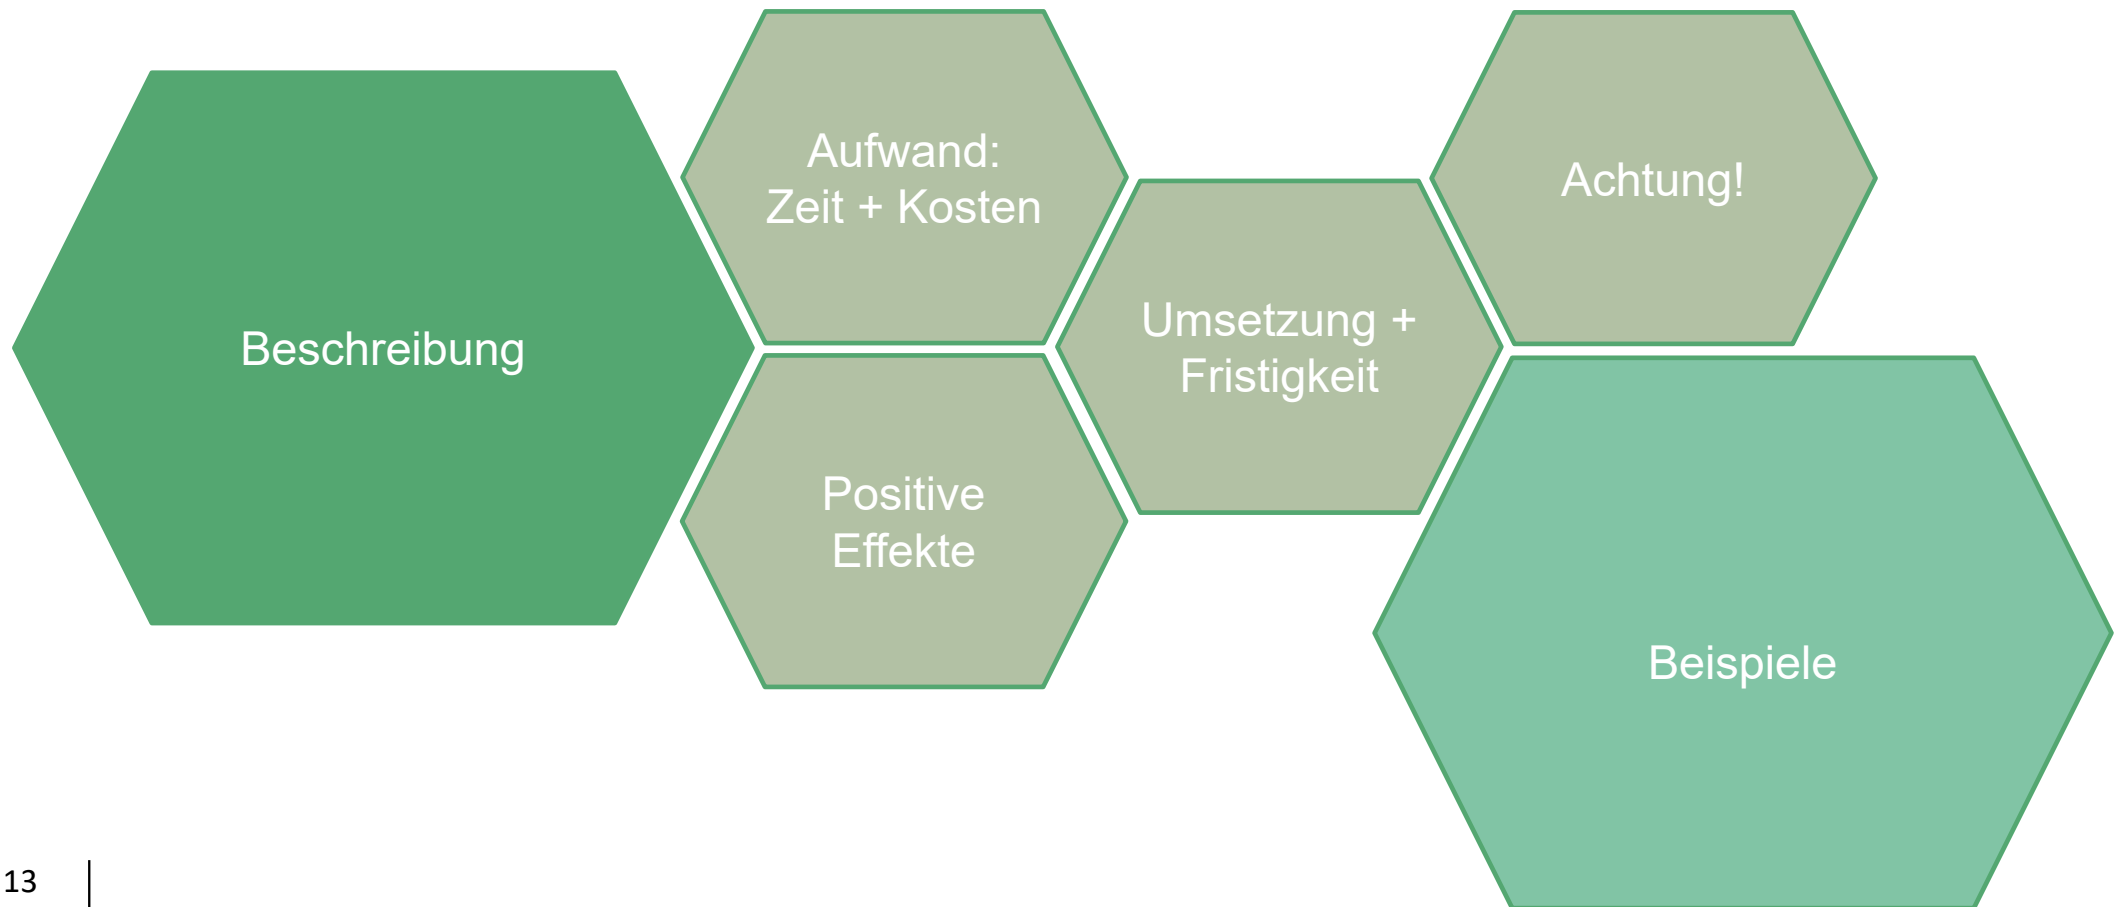 Beschreibung
Aufwand:
Zeit + Kosten
Positive
Effekte
Umsetzung +
Fristigkeit
Achtung!
Beispiele
13